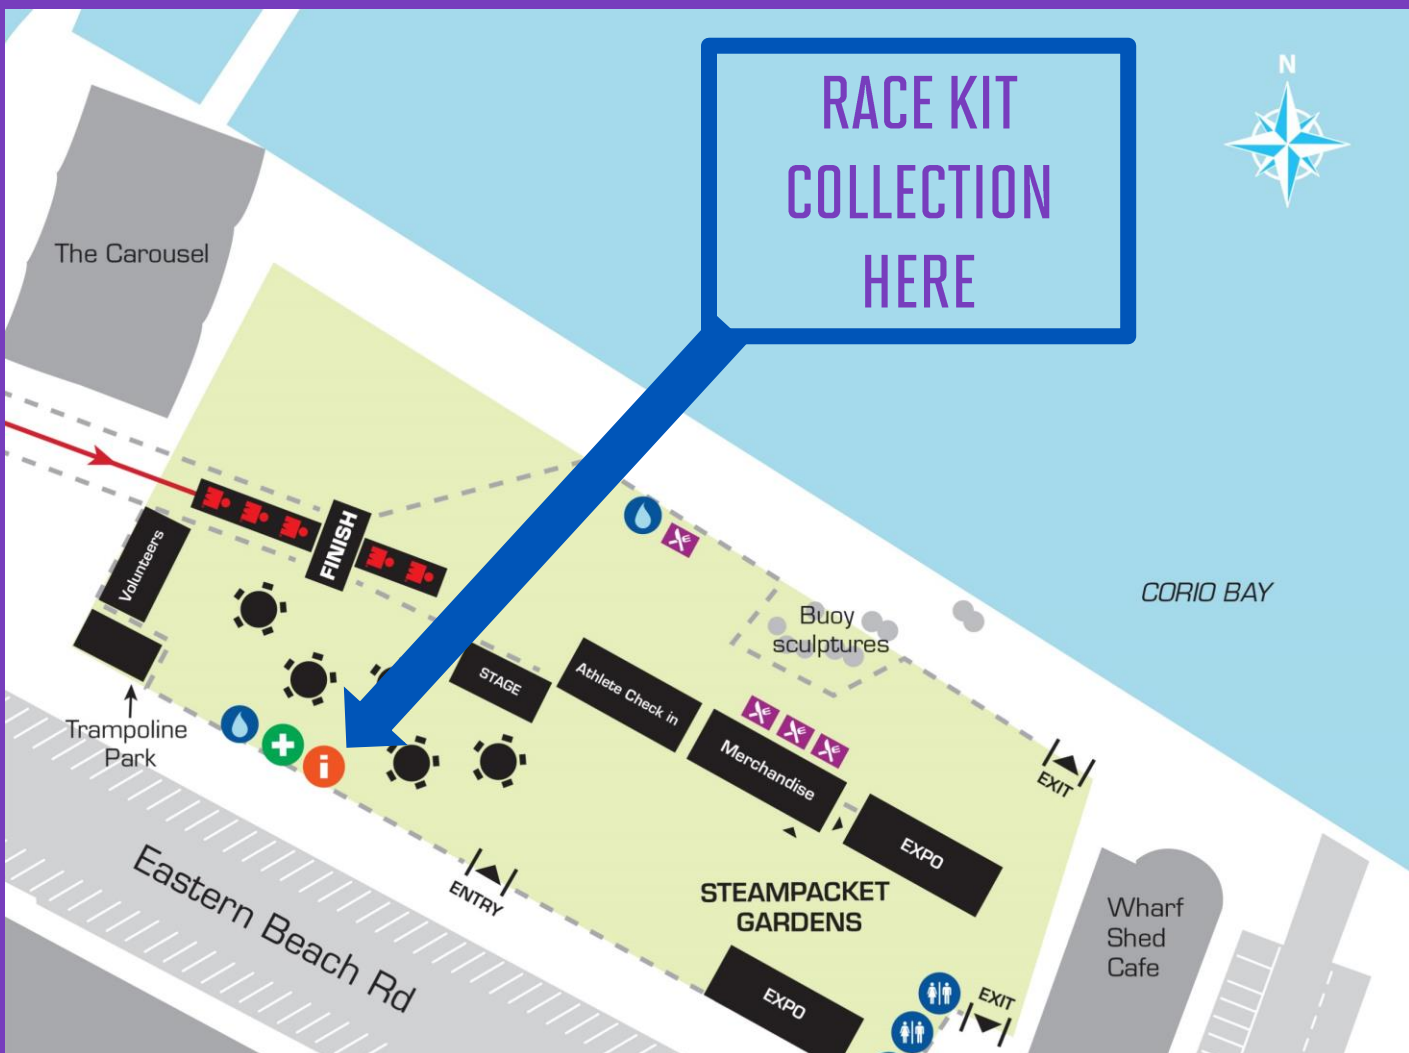 RACE KIT
COLLECTION
HERE
N
The Carousel
FINISH
Volunteers
Trampoline
Park
STAGE
Athlete Check in
Merchandise
Buoy
sculptures
CORIO BAY
EXIT
EXPO
ENTRY
STEAMPACKET
GARDENS
Eastern Beach Rd
EXPO
Wharf
Shed
Cafe
EXIT
i